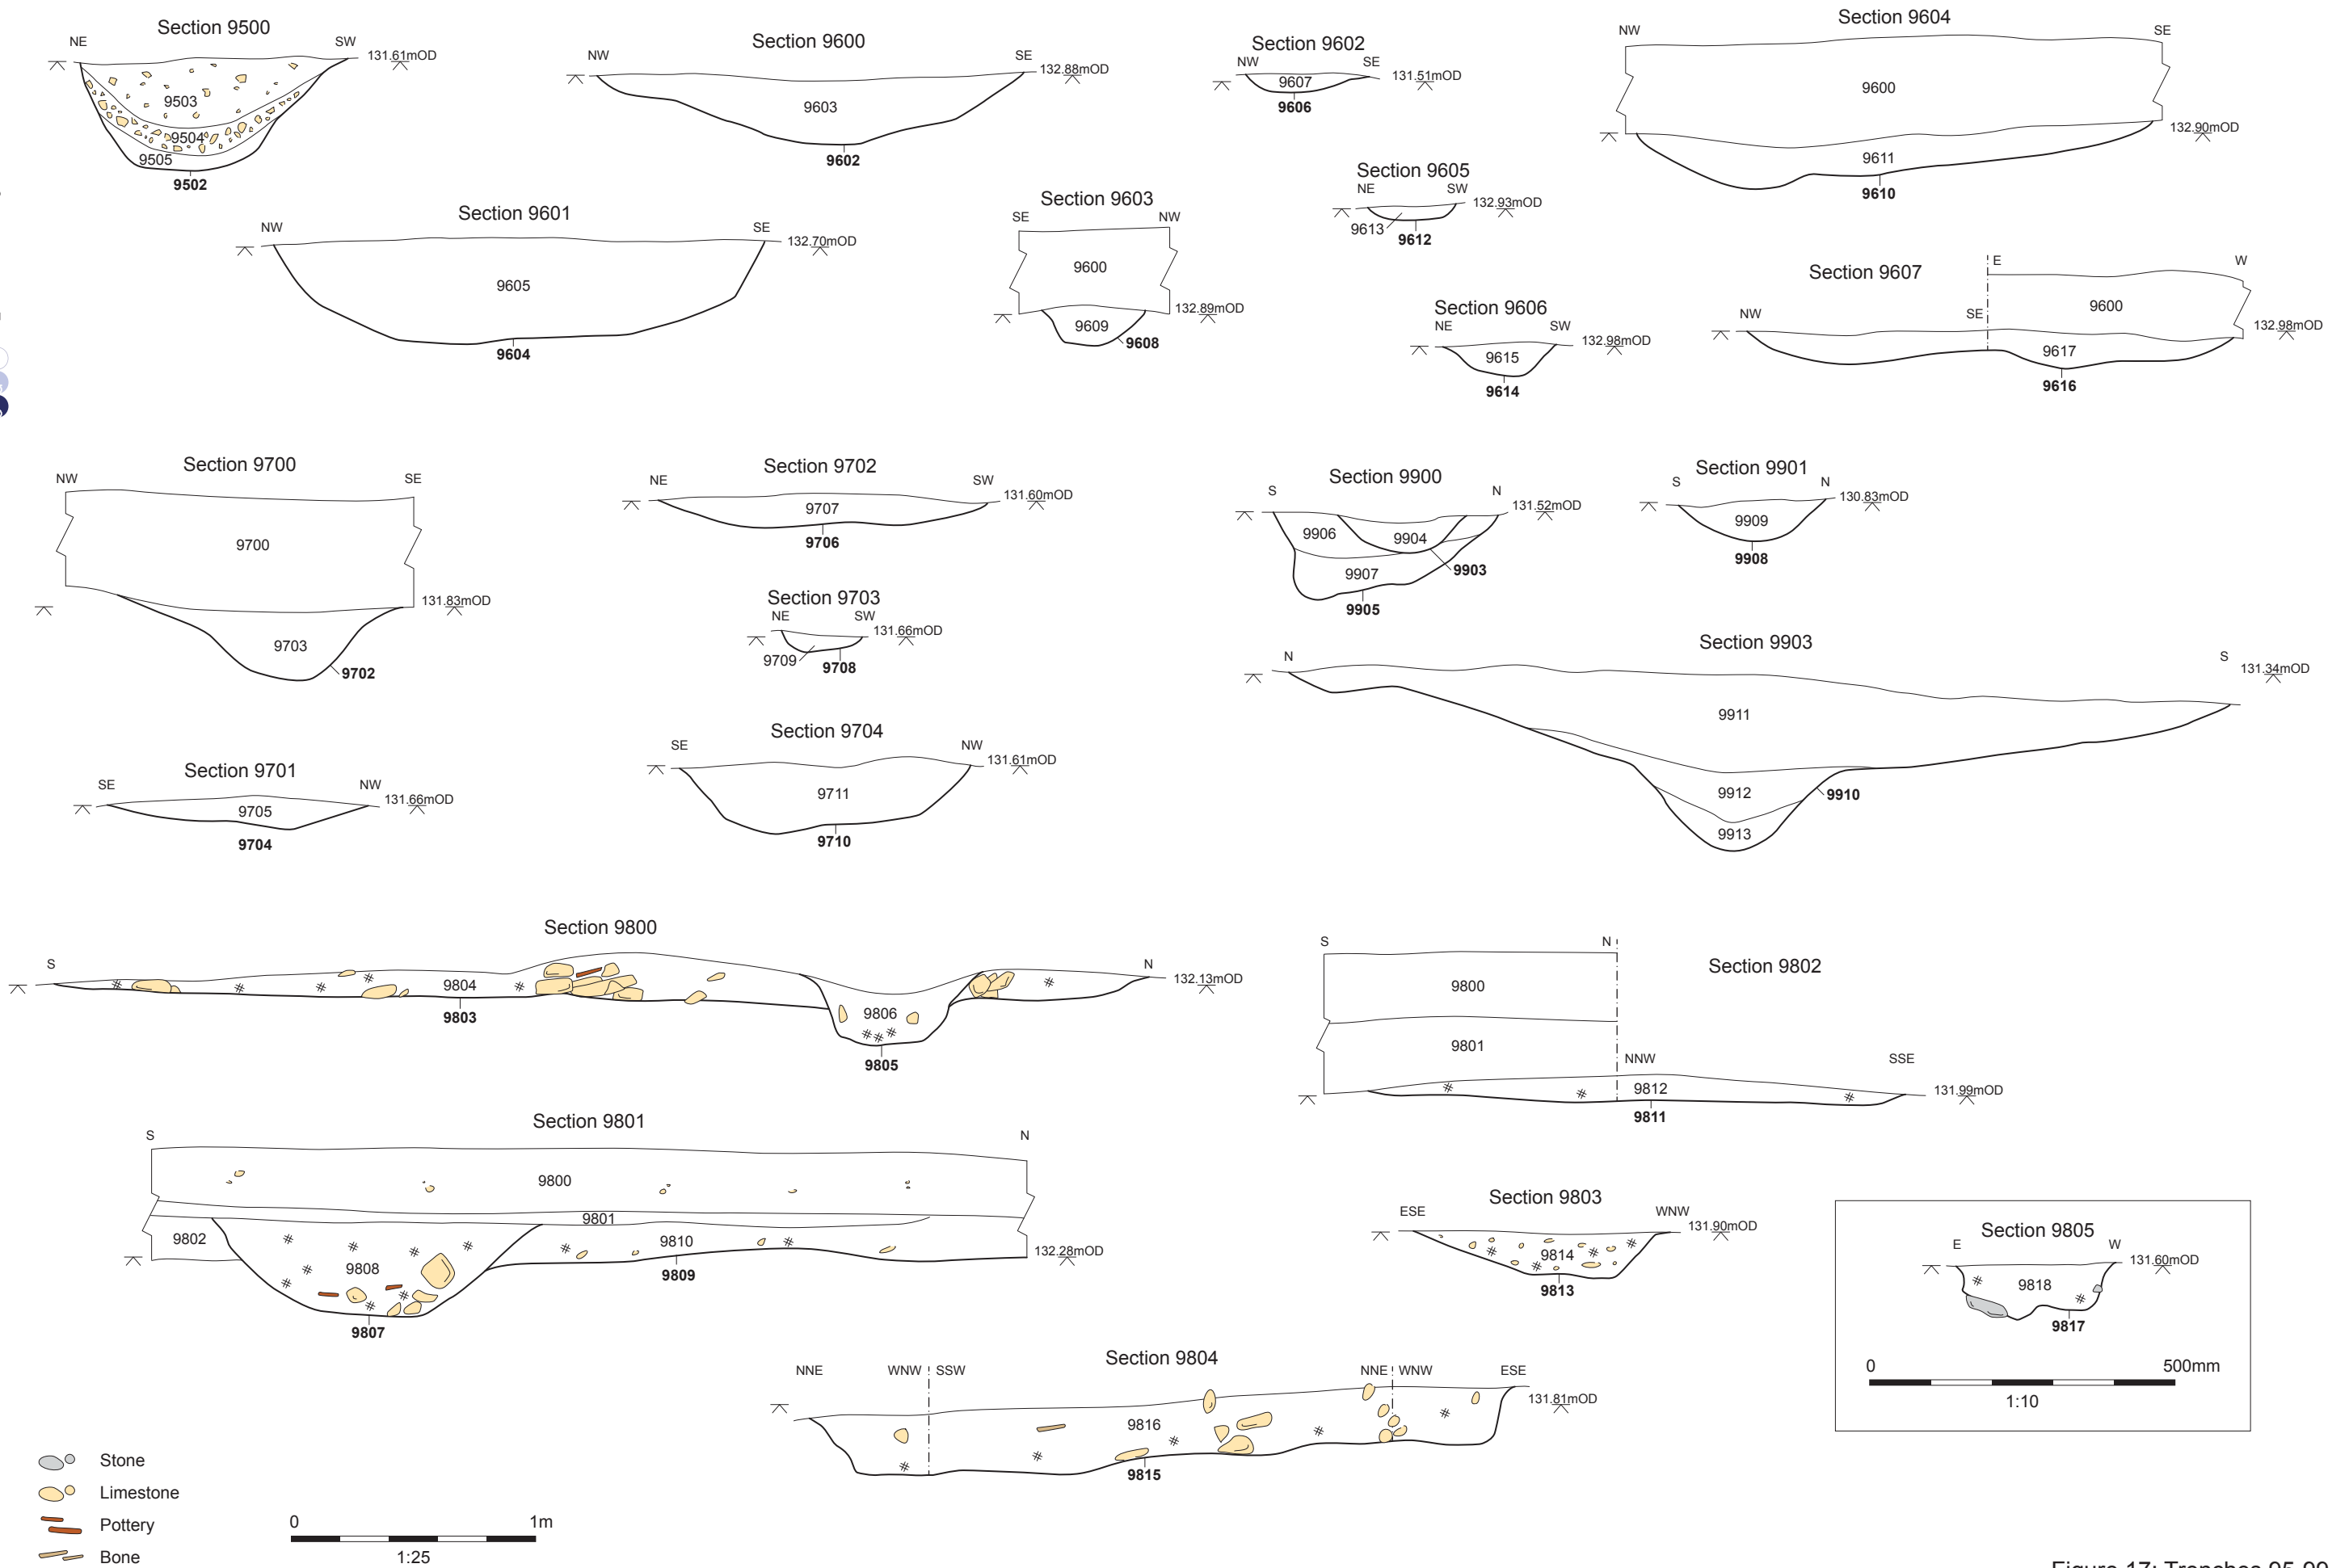 Section 9500
NE SW 131.61mOD
9503
9504
9505
9502
Section 9600
NW SE 132.88mOD
9603
9602
Section 9602
NW SE 131.51mOD
9607
9606
Section 9604
NW SE
9600
132.90mOD
9611
9610
Section 9601
NW SE 132.70mOD
9605
9604
Section 9603
SE NW
9600
132.89mOD
9609
9608
Section 9605
NE SW 132.93mOD
9613
9612
Section 9606
NE SW 132.98mOD
9615
9614
Section 9607
E W
NW SE
9600
132.98mOD
9617
9616
Section 9700
NW SE
9700
131.83mOD
9703
9702
Section 9702
NE SW 131.60mOD
9707
9706
Section 9703
NE SW 131.66mOD
9709
9708
Section 9900
S N 131.52mOD
9906
9904
9907
9903
9905
Section 9901
S N 130.83mOD
9909
9908
Section 9903
N S 131.34mOD
9911
9912
9910
9913
Section 9701
SE NW 131.66mOD
9705
9704
Section 9704
SE NW 131.61mOD
9711
9710
Section 9800
S N 132.13mOD
9804
9806
9803
9805
Section 9802
S N
9800
9801
NNW SSE
9812
131.99mOD
9811
Section 9801
S N
9800
9801
9802
9810
132.28mOD
9808
9809
9807
Section 9803
ESE WNW 131.90mOD
9814
9813
Section 9805
E W 131.60mOD
9818
9817
0 500mm
1:10
Section 9804
NNE WNW SSW NNE WNW ESE
131.81mOD
9816
9815
Stone
Limestone
Pottery
Bone
0 1m
1:25